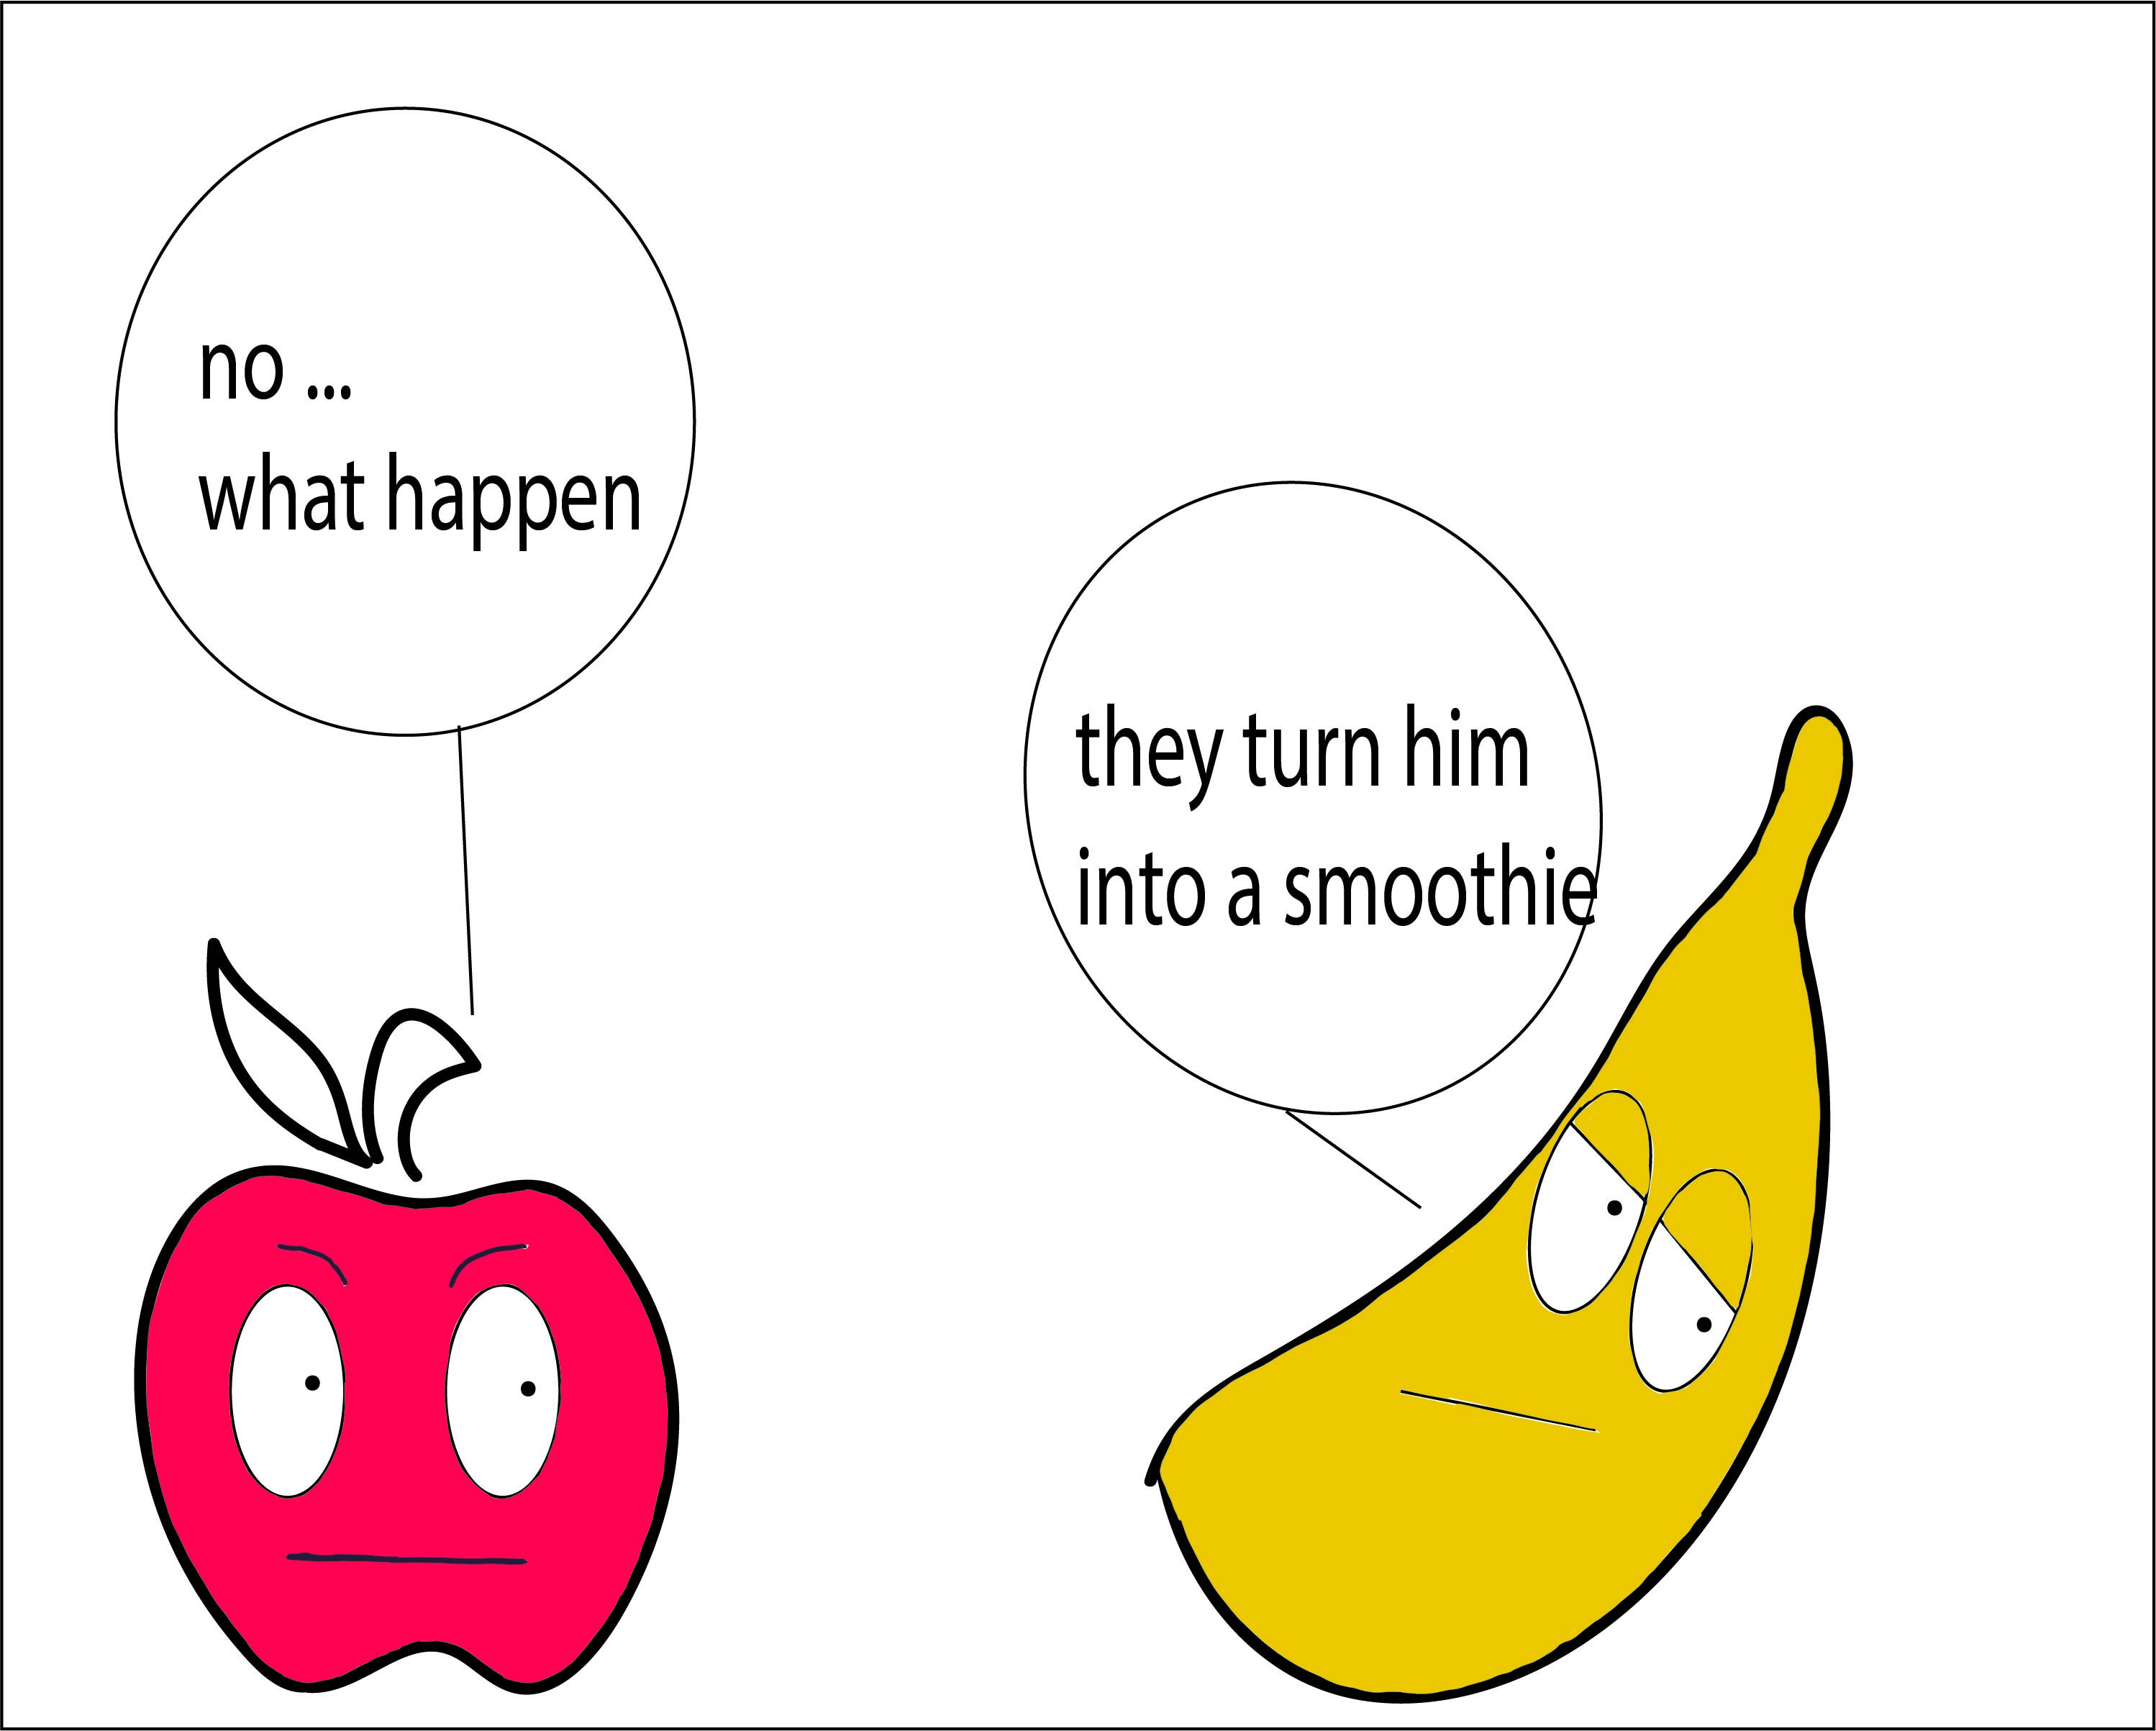 no ...
what happen
they turn him
into a smoothie